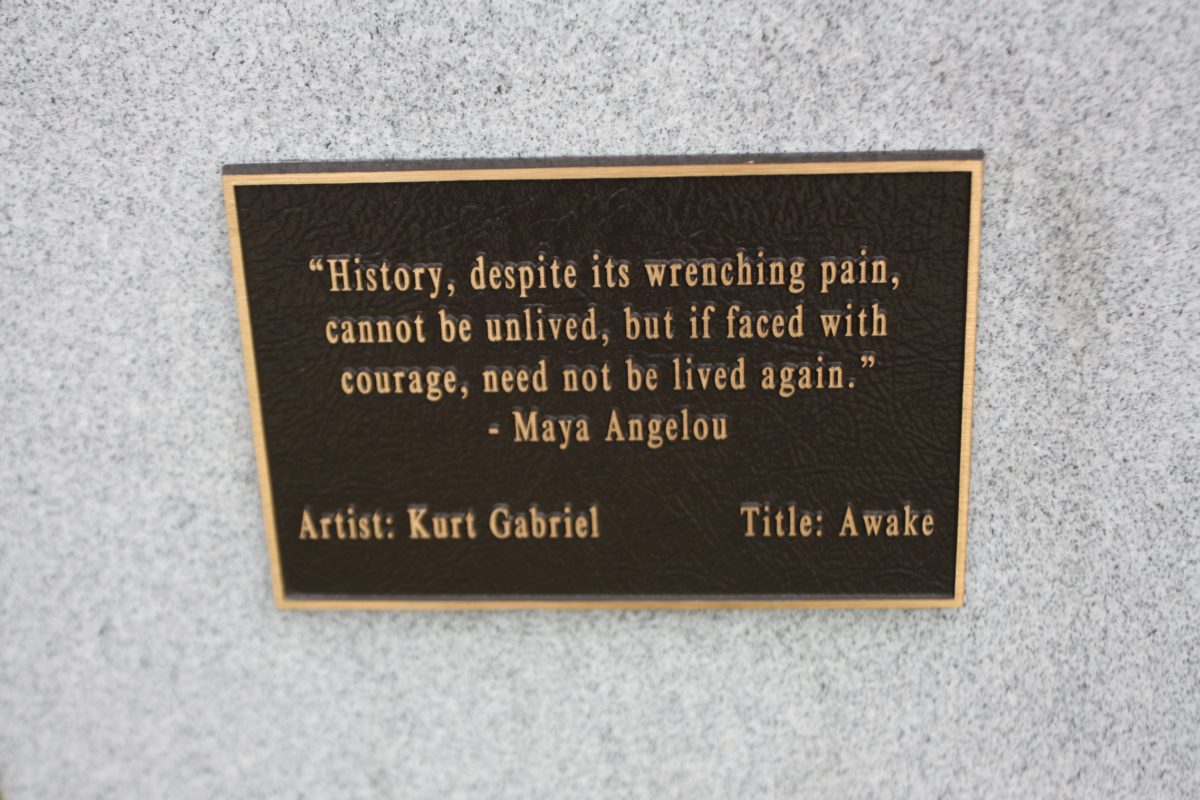 “History, despite its wrenching pain,
cannot be unlived, but if faced with
courage, need not be lived again.”
- Maya Angelou
Artist: Kurt Gabriel Title: Awake